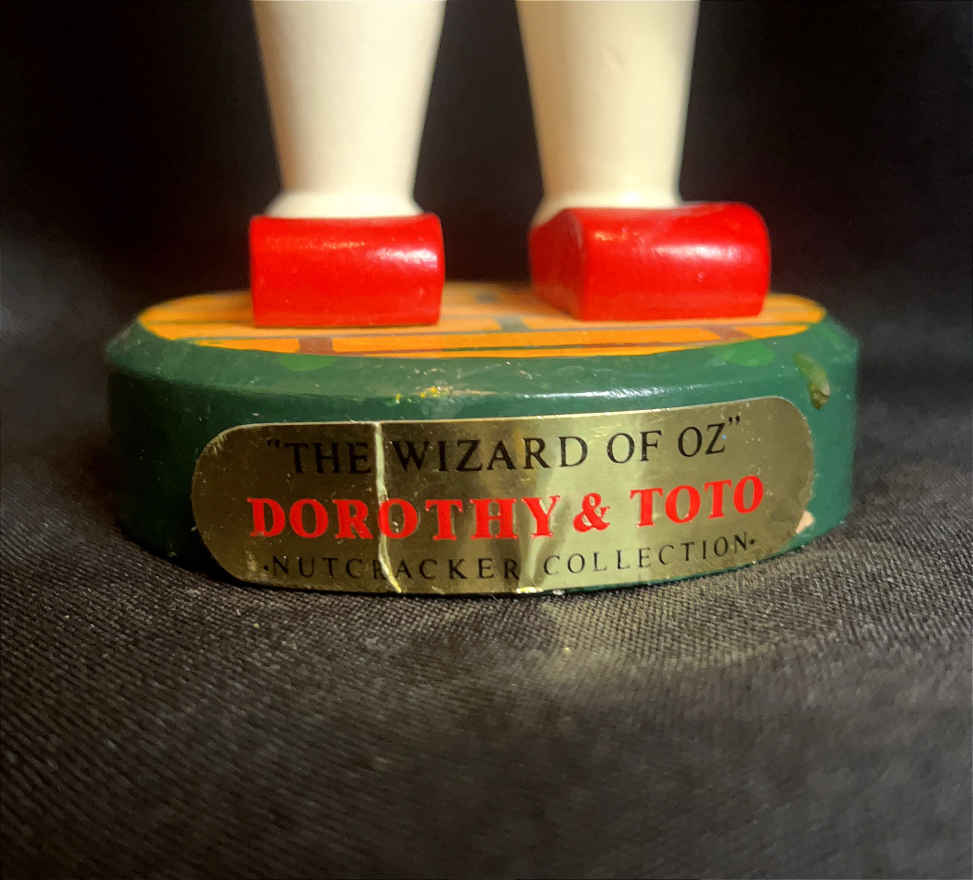 "THE WIZARD OF OZ"
DOROTHY & TOTO
·NUTCRACKER COLLECTION·